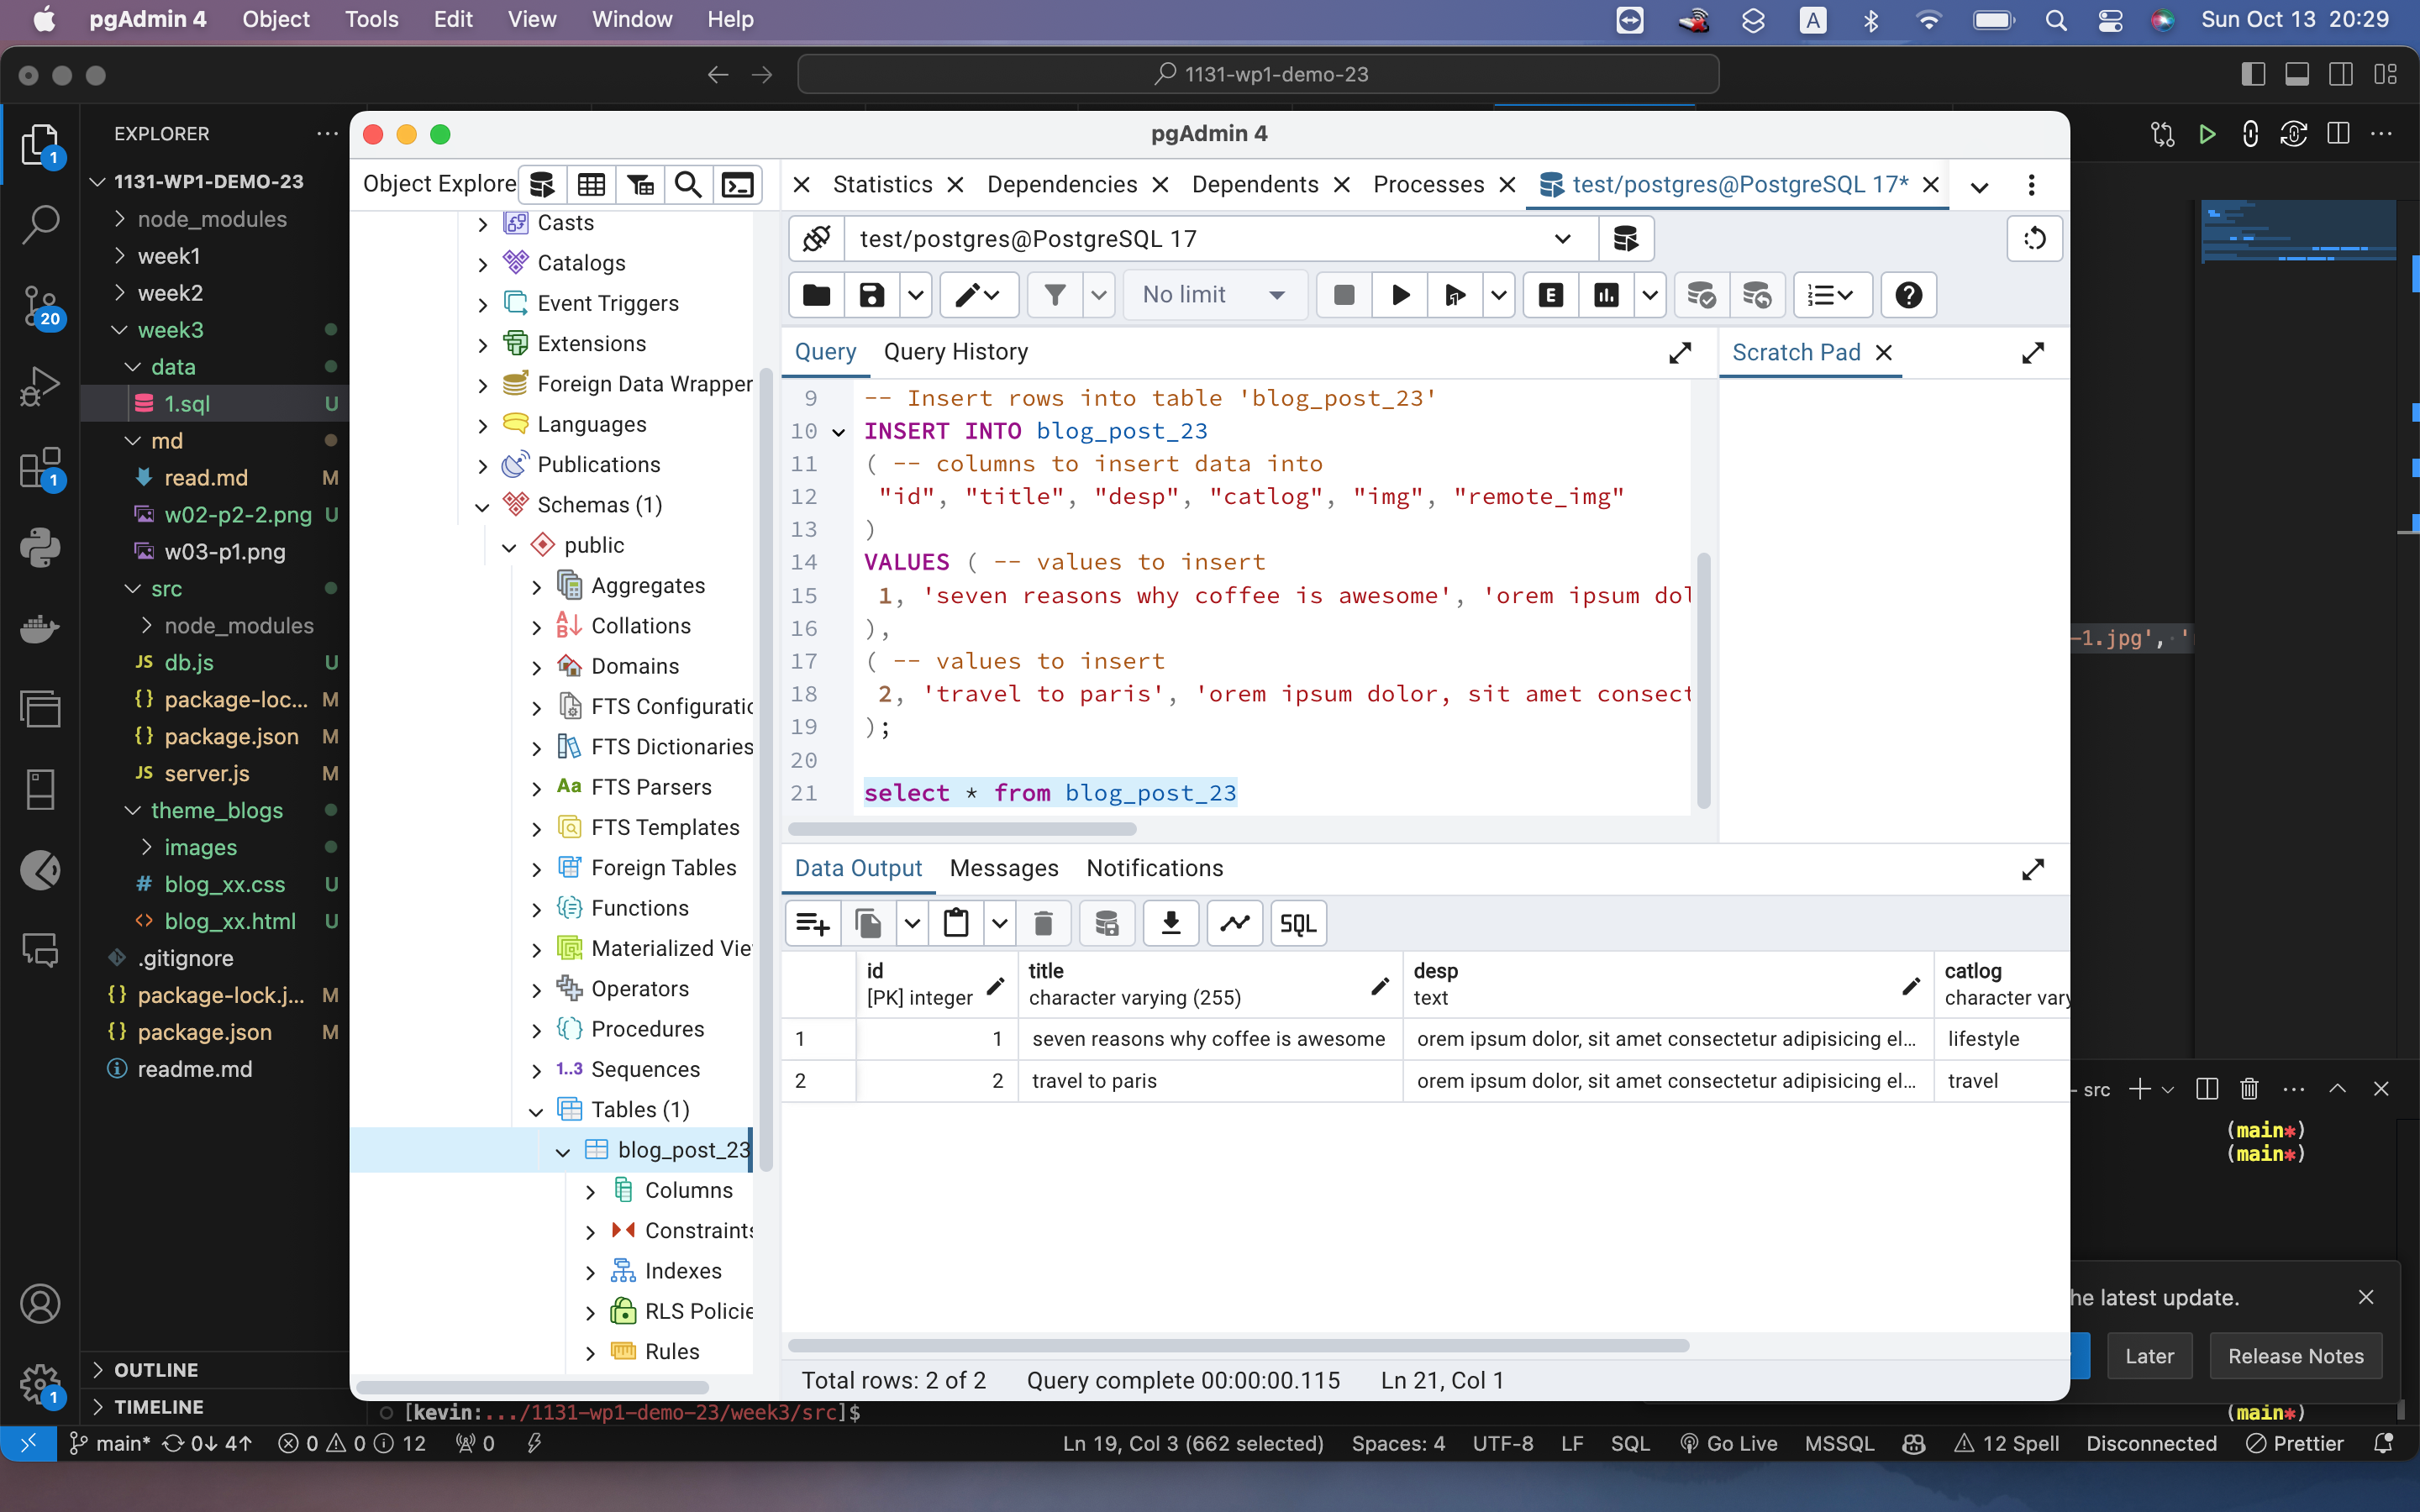 pgAdmin 4 Object Tools Edit View Window Help A Sun Oct 13 20:29
1131-wp1-demo-23
EXPLORER
1131-WP1-DEMO-23
node_modules
week1
week2
week3
data
1.sql U
md
read.md M
w02-p2-2.png U
w03-p1.png
src
node_modules
JS db.js U
{} package-loc... M
{} package.json M
JS server.js M
theme_blogs
images
# blog_xx.css U
<> blog_xx.html U
.gitignore
{} package-lock.j... M
{} package.json M
readme.md
OUTLINE
TIMELINE
1
20
1
1
pgAdmin 4
Object Explore
Casts
Catalogs
Event Triggers
Extensions
Foreign Data Wrapper
Languages
Publications
Schemas (1)
public
Aggregates
Collations
Domains
FTS Configuratio
FTS Dictionaries
Aa FTS Parsers
FTS Templates
Foreign Tables
Functions
Materialized Vie
Operators
Procedures
1..3 Sequences
Tables (1)
blog_post_23
Columns
Constraints
Indexes
RLS Policie
Rules
Statistics Dependencies Dependents Processes test/postgres@PostgreSQL 17*
test/postgres@PostgreSQL 17
No limit E
Query Query History
Scratch Pad
9 -- Insert rows into table 'blog_post_23'
10 INSERT INTO blog_post_23
11 ( -- columns to insert data into
12 "id", "title", "desp", "catlog", "img", "remote_img"
13 )
14 VALUES ( -- values to insert
15 1, 'seven reasons why coffee is awesome', 'orem ipsum dol
16 ),
17 ( -- values to insert
18 2, 'travel to paris', 'orem ipsum dolor, sit amet consect
19 );
20
21 select * from blog_post_23
Data Output Messages Notifications
SQL
id title desp catlog
[PK] integer character varying (255) text character vary
1 1 seven reasons why coffee is awesome orem ipsum dolor, sit amet consectetur adipisicing el... lifestyle
2 2 travel to paris orem ipsum dolor, sit amet consectetur adipisicing el... travel
Total rows: 2 of 2 Query complete 00:00:00.115 Ln 21, Col 1
-1.jpg', '
src
(main*)
(main*)
he latest update.
Later Release Notes
[kevin:.../1131-wp1-demo-23/week3/src]$ (main*)
main* 0↓ 4↑ 0 0 12 0 Ln 19, Col 3 (662 selected) Spaces: 4 UTF-8 LF SQL Go Live MSSQL 12 Spell Disconnected Prettier